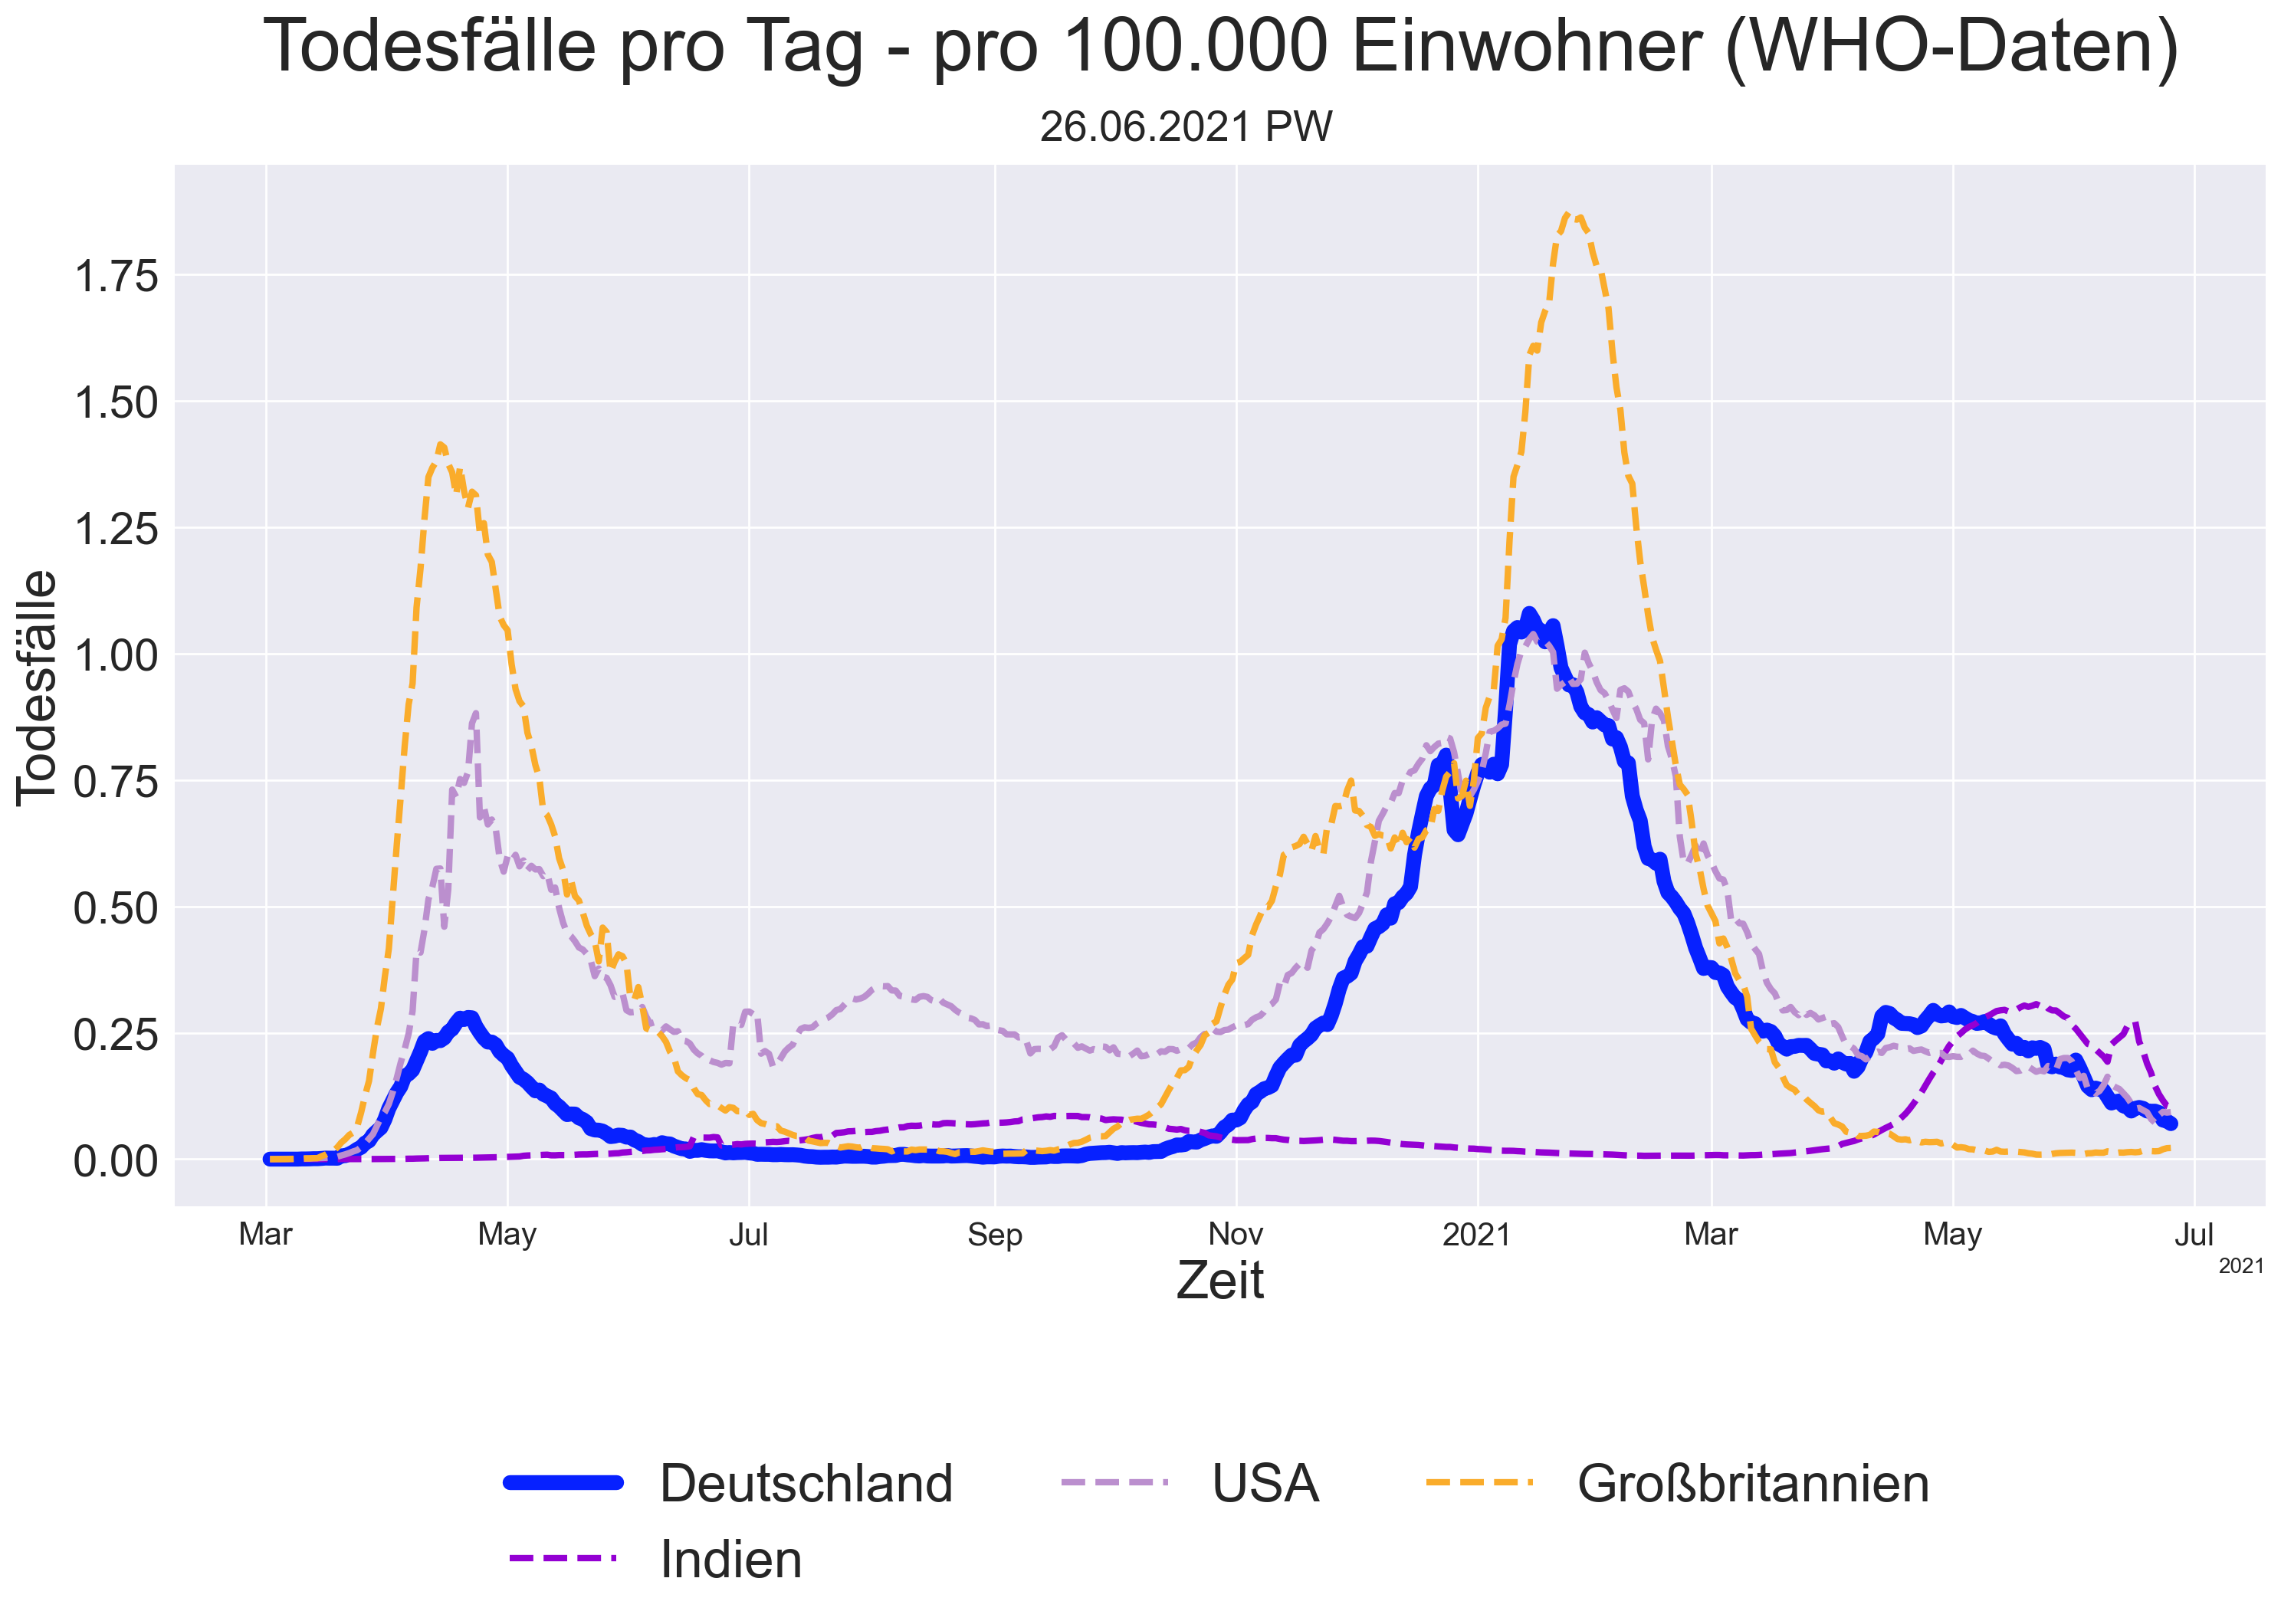 Todesfälle pro Tag - pro 100.000 Einwohner (WHO-Daten)
26.06.2021 PW
Todesfälle
1.75
1.50
1.25
1.00
0.75
0.50
0.25
0.00
Mar May Jul Sep Nov 2021 Mar May Jul
2021
Zeit
Deutschland USA Großbritannien
Indien